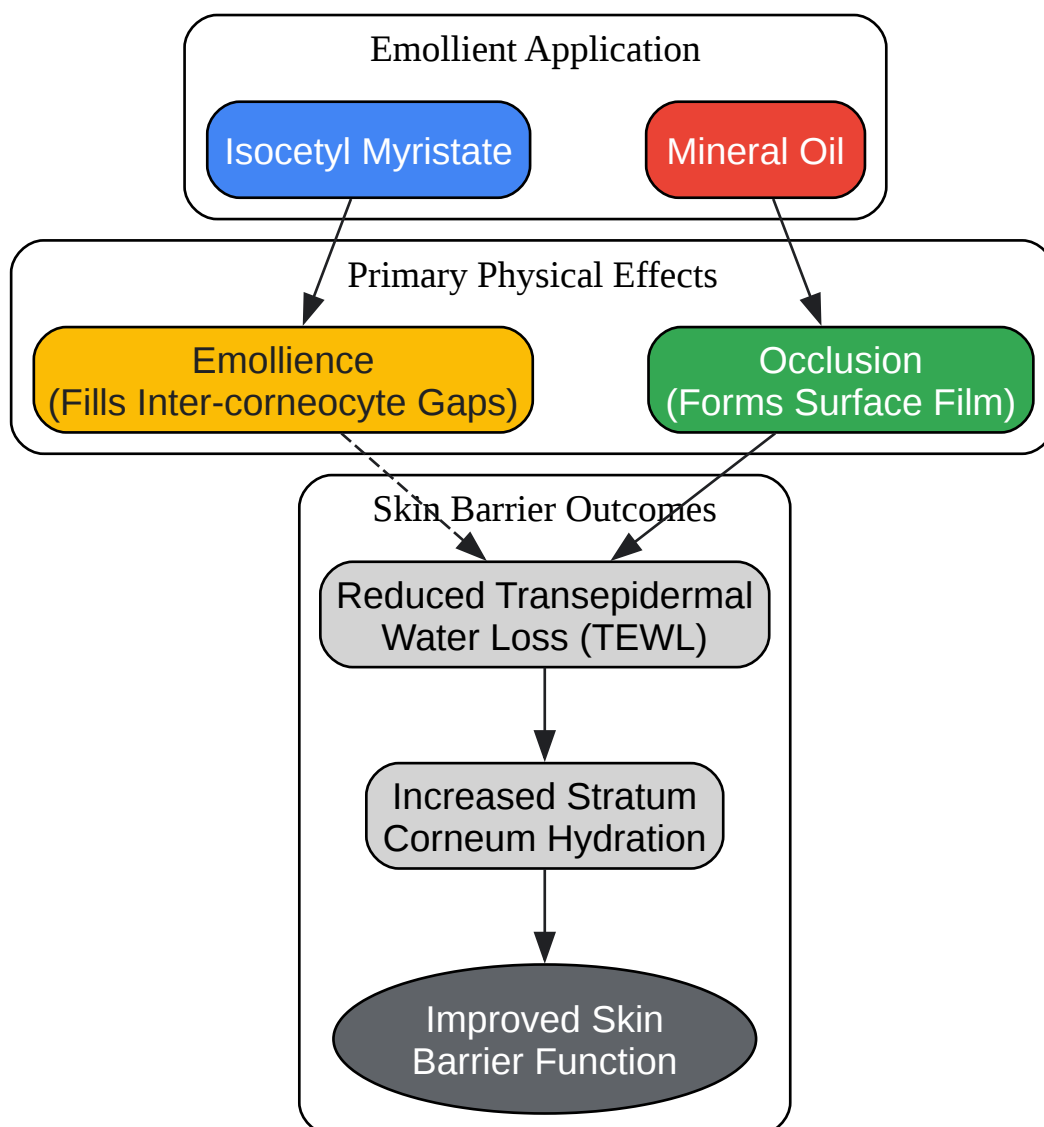 Emollient Application
Isocetyl Myristate
Mineral Oil
Primary Physical Effects
Emollience
(Fills Inter-corneocyte Gaps)
Occlusion
(Forms Surface Film)
Skin Barrier Outcomes
Reduced Transepidermal
Water Loss (TEWL)
Increased Stratum
Corneum Hydration
Improved Skin
Barrier Function